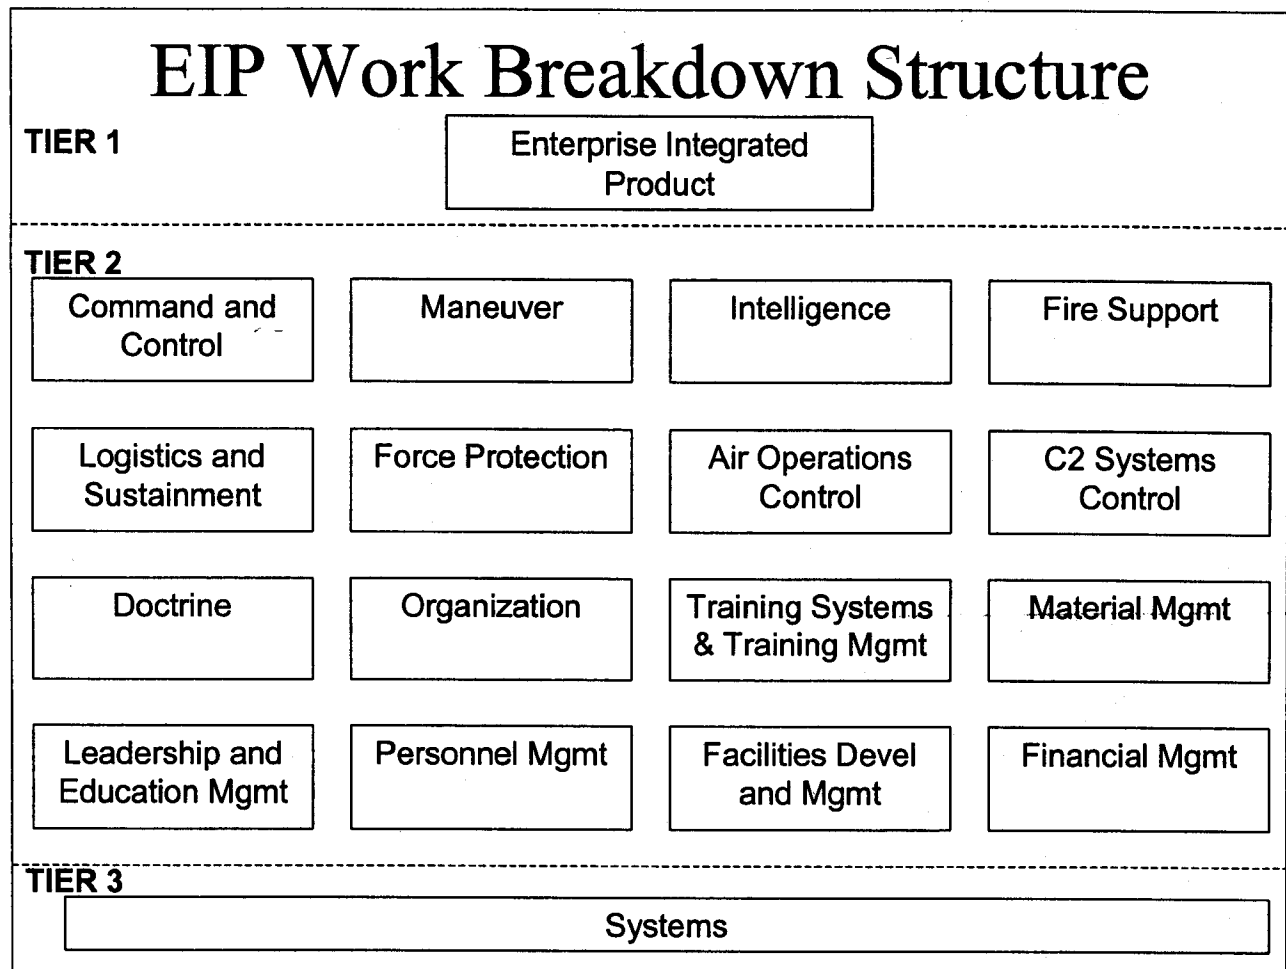 EIP Work Breakdown Structure
TIER 1
Enterprise Integrated
Product
TIER 2
Command and
Control
Maneuver
Intelligence
Fire Support
Logistics and
Sustainment
Force Protection
Air Operations
Control
C2 Systems
Control
Doctrine
Organization
Training Systems
& Training Mgmt
Material Mgmt
Leadership and
Education Mgmt
Personnel Mgmt
Facilities Devel
and Mgmt
Financial Mgmt
TIER 3
Systems